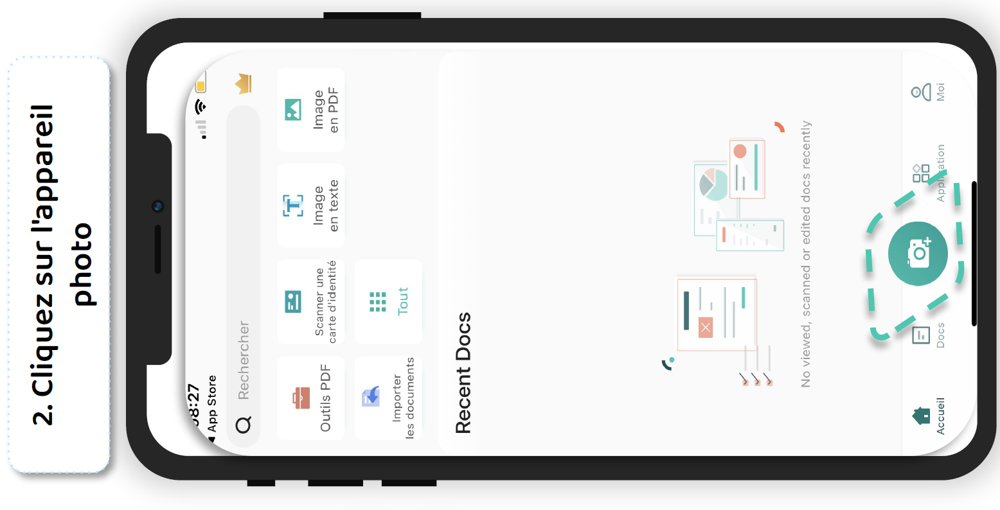 2. Cliquez sur l'appareil
photo
08:27
App Store
Rechercher
Outils PDF
Scanner une
carte d'identité
Image
en texte
Image
en PDF
Importer
les documents
Tout
Recent Docs
No viewed, scanned or edited docs recently
Accueil
Docs
Application
Moi